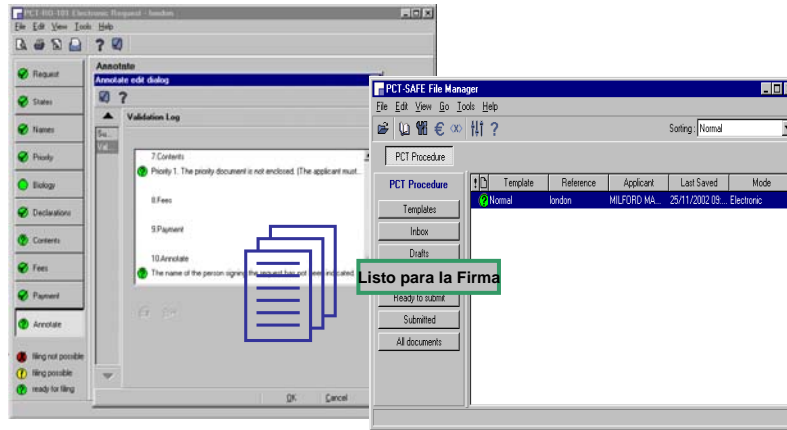 PCT-RO-101 Electronic Request - london
File Edit View Tools Help
Annotate
Annotate edit dialog
Request
States
Names
Priority
Biology
Declarations
Contents
Fees
Payment
Annotate
filing not possible
filing possible
ready for filing
Su...
Val...
Validation Log
7.Contents
Priority 1. The priority document is not enclosed. (The applicant must...
8.Fees
9.Payment
10.Annotate
The name of the person signing the request has not been indicated.
OK Cancel
PCT-SAFE File Manager
File Edit View Go Tools Help
Sorting: Normal
PCT Procedure
PCT Procedure
Templates
Inbox
Drafts
Listo para la Firma
Ready to submit
Submitted
All documents
Template Reference Applicant Last Saved Mode
Normal london MILFORD MA... 25/11/2002 09:... Electronic